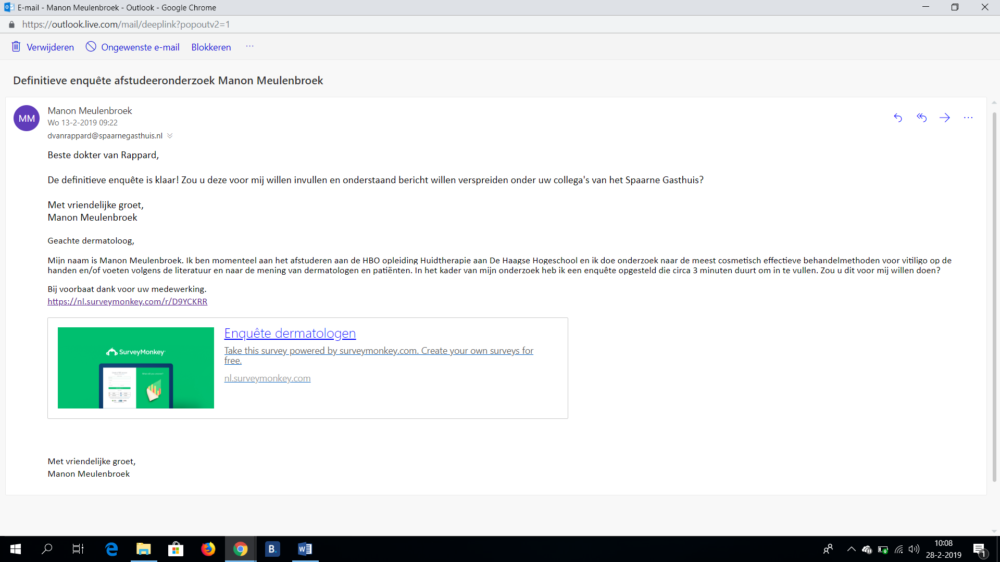 E-mail - Manon Meulenbroek - Outlook - Google Chrome
https://outlook.live.com/mail/deeplink?popoutv2=1
Verwijderen Ongewenste e-mail Blokkeren ...
Definitieve enquête afstudeeronderzoek Manon Meulenbroek
MM
Manon Meulenbroek
Wo 13-2-2019 09:22
dvanrappard@spaarnegasthuis.nl
Beste dokter van Rappard,
De definitieve enquête is klaar! Zou u deze voor mij willen invullen en onderstaand bericht willen verspreiden onder uw collega's van het Spaarne Gasthuis?
Met vriendelijke groet,
Manon Meulenbroek
Geachte dermatoloog,
Mijn naam is Manon Meulenbroek. Ik ben momenteel aan het afstuderen aan de HBO opleiding Huidtherapie aan De Haagse Hogeschool en ik doe onderzoek naar de meest cosmetisch effectieve behandelmethoden voor vitiligo op de
handen en/of voeten volgens de literatuur en naar de mening van dermatologen en patiënten. In het kader van mijn onderzoek heb ik een enquête opgesteld die circa 3 minuten duurt om in te vullen. Zou u dit voor mij willen doen?
Bij voorbaat dank voor uw medewerking.
https://nl.surveymonkey.com/r/D9YCKRR
SurveyMonkey
Enquête dermatologen
Take this survey powered by surveymonkey.com. Create your own surveys for
free.
nl.surveymonkey.com
Met vriendelijke groet,
Manon Meulenbroek
B.
10:08
28-2-2019
1